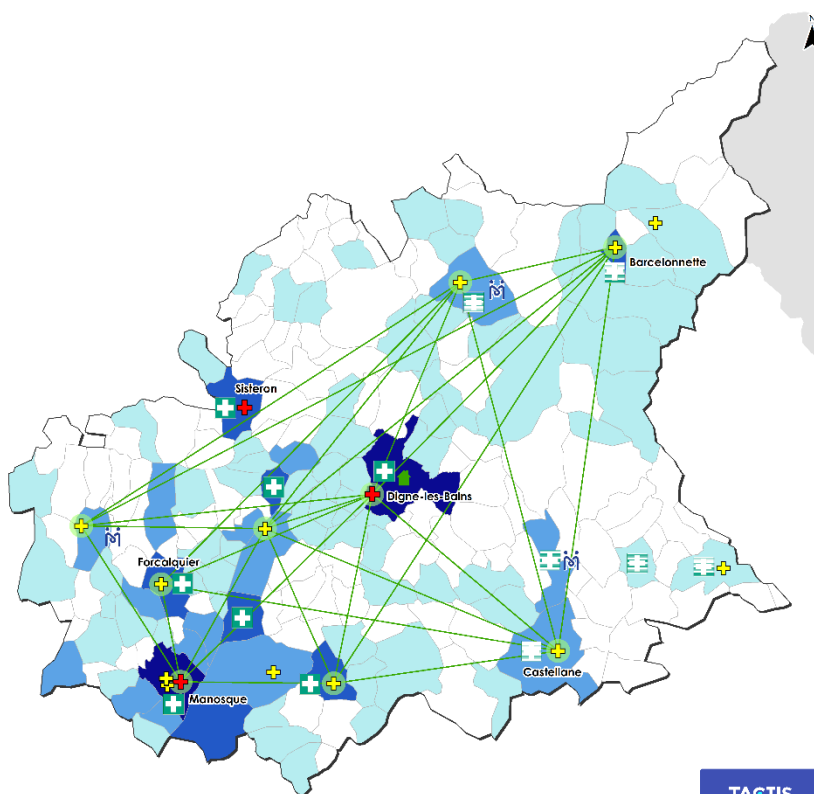 N
Barcelonnette
Sisteron
Digne-les-Bains
Forcalquier
Castellane
Manosque
TACTIS